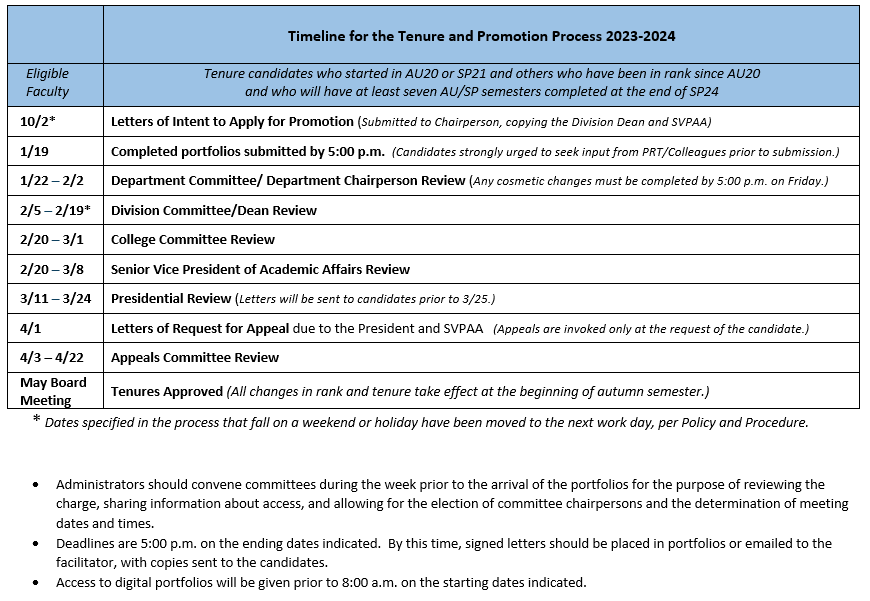 Timeline for the Tenure and Promotion Process 2023-2024
Eligible
Faculty
Tenure candidates who started in AU20 or SP21 and others who have been in rank since AU20
and who will have at least seven AU/SP semesters completed at the end of SP24
10/2* Letters of Intent to Apply for Promotion (Submitted to Chairperson, copying the Division Dean and SVPAA)
1/19 Completed portfolios submitted by 5:00 p.m. (Candidates strongly urged to seek input from PRT/Colleagues prior to submission.)
1/22 – 2/2 Department Committee/ Department Chairperson Review (Any cosmetic changes must be completed by 5:00 p.m. on Friday.)
2/5 – 2/19* Division Committee/Dean Review
2/20 – 3/1 College Committee Review
2/20 – 3/8 Senior Vice President of Academic Affairs Review
3/11 – 3/24 Presidential Review (Letters will be sent to candidates prior to 3/25.)
4/1 Letters of Request for Appeal due to the President and SVPAA (Appeals are invoked only at the request of the candidate.)
4/3 – 4/22 Appeals Committee Review
May Board
Meeting
Tenures Approved (All changes in rank and tenure take effect at the beginning of autumn semester.)
* Dates specified in the process that fall on a weekend or holiday have been moved to the next work day, per Policy and Procedure.
• Administrators should convene committees during the week prior to the arrival of the portfolios for the purpose of reviewing the
charge, sharing information about access, and allowing for the election of committee chairpersons and the determination of meeting
dates and times.
• Deadlines are 5:00 p.m. on the ending dates indicated. By this time, signed letters should be placed in portfolios or emailed to the
facilitator, with copies sent to the candidates.
• Access to digital portfolios will be given prior to 8:00 a.m. on the starting dates indicated.